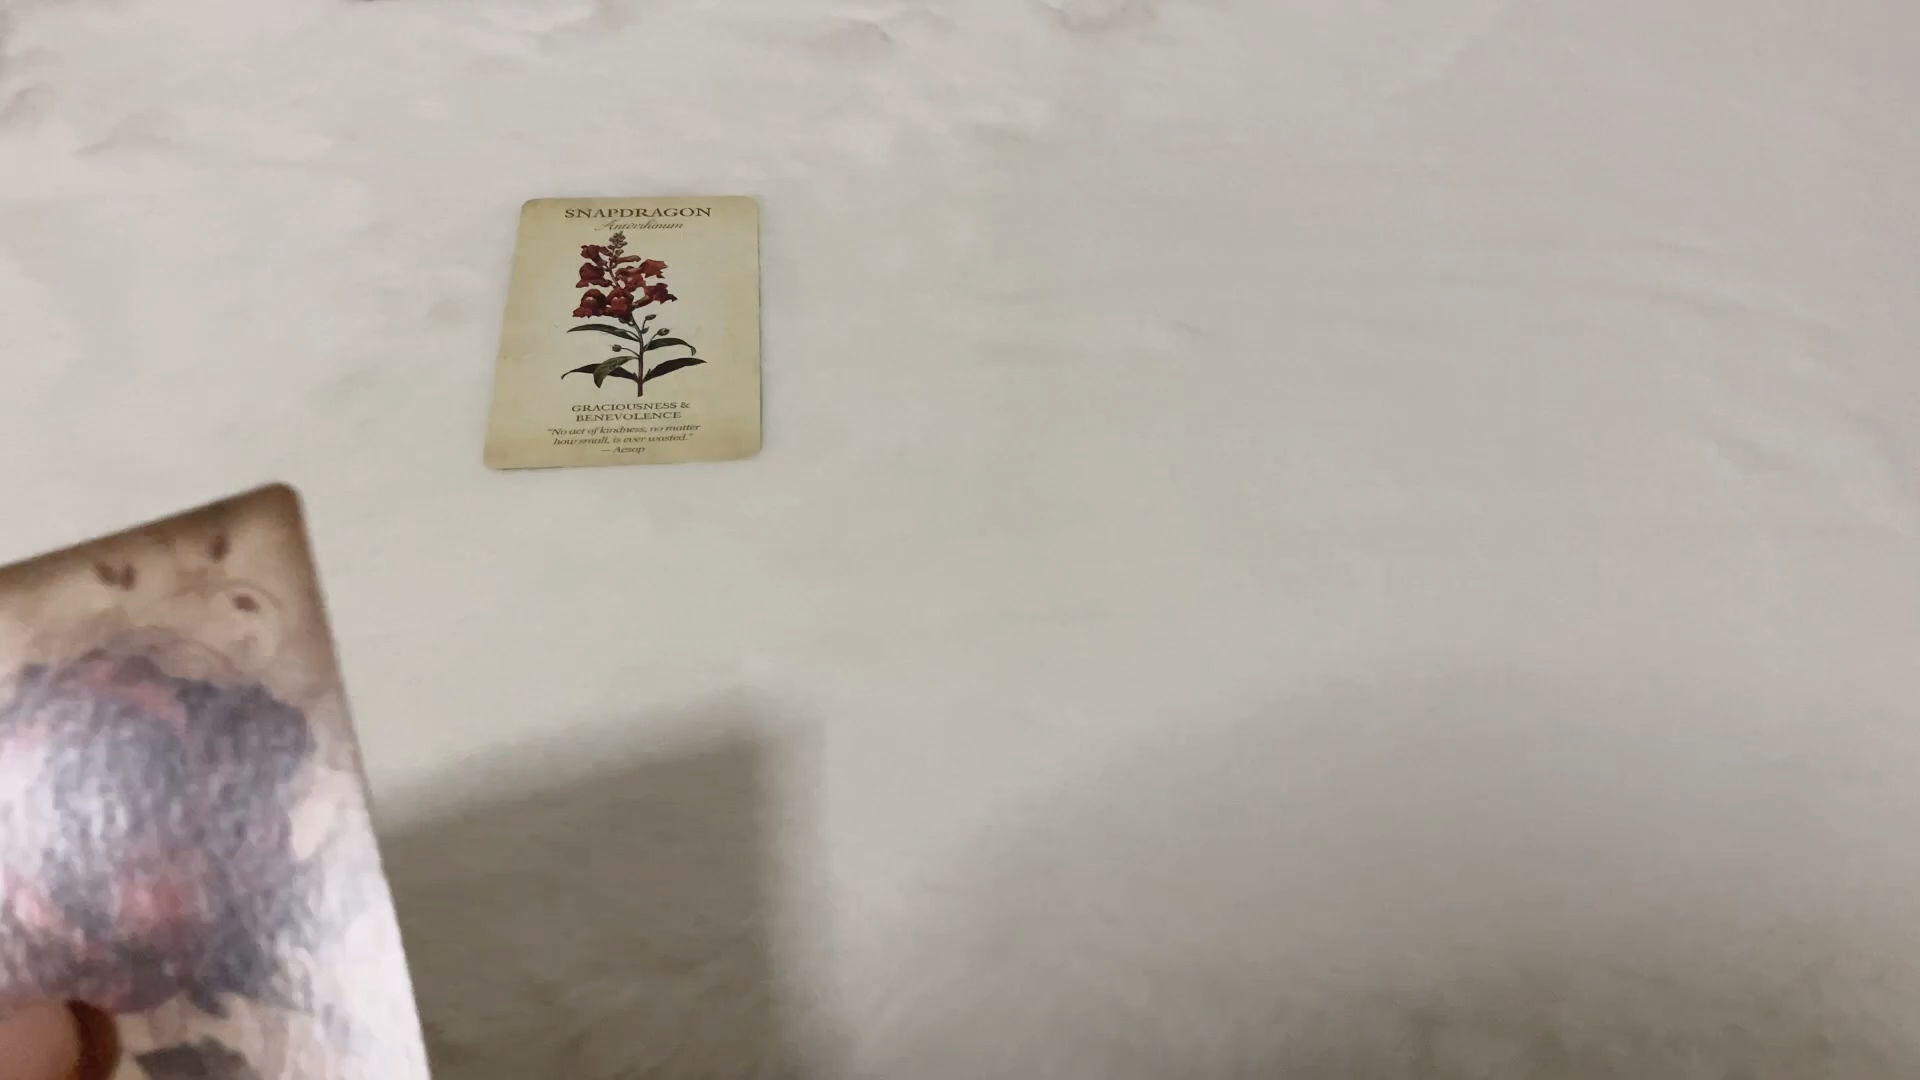 SNAPDRAGON
Antirrhinum
GRACIOUSNESS &
BENEVOLENCE
"No act of kindness, no matter
how small, is ever wasted."
— Aesop